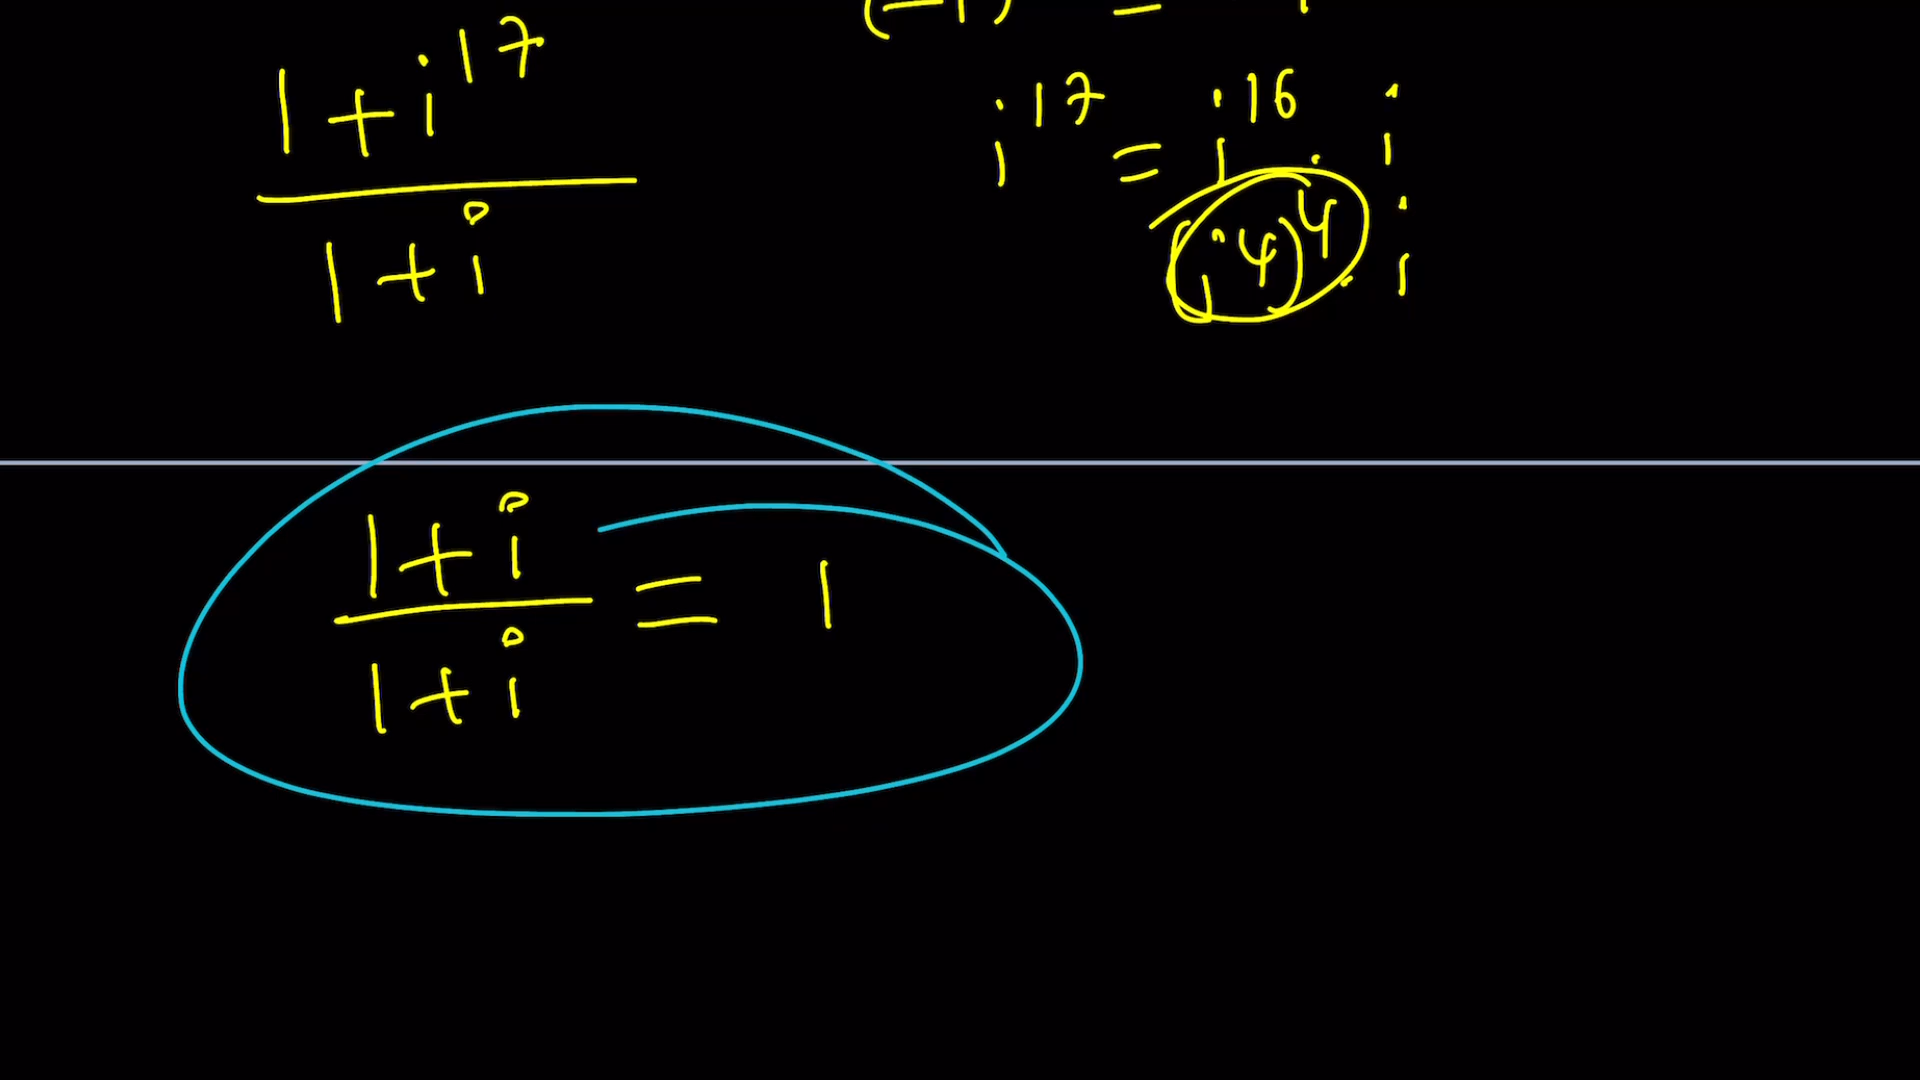 1 + i^17 / 1 + i
i^17 = i^16 . i
(i^4)^4 . i
1 + i / 1 + i = 1